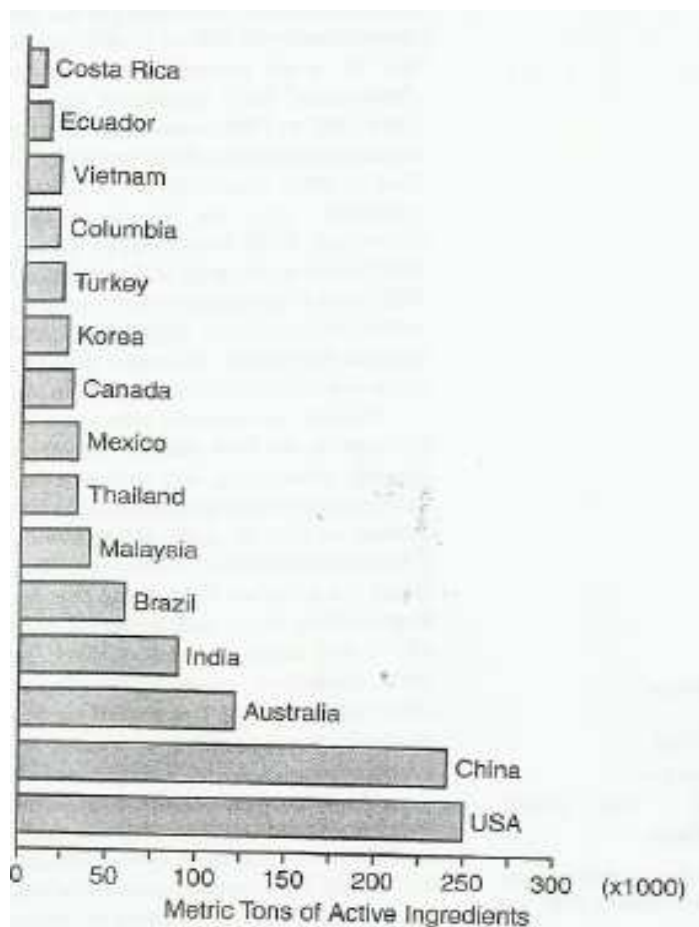 Costa Rica
Ecuador
Vietnam
Columbia
Turkey
Korea
Canada
Mexico
Thailand
Malaysia
Brazil
India
Australia
China
USA
0 50 100 150 200 250 300 (x1000)
Metric Tons of Active Ingredients